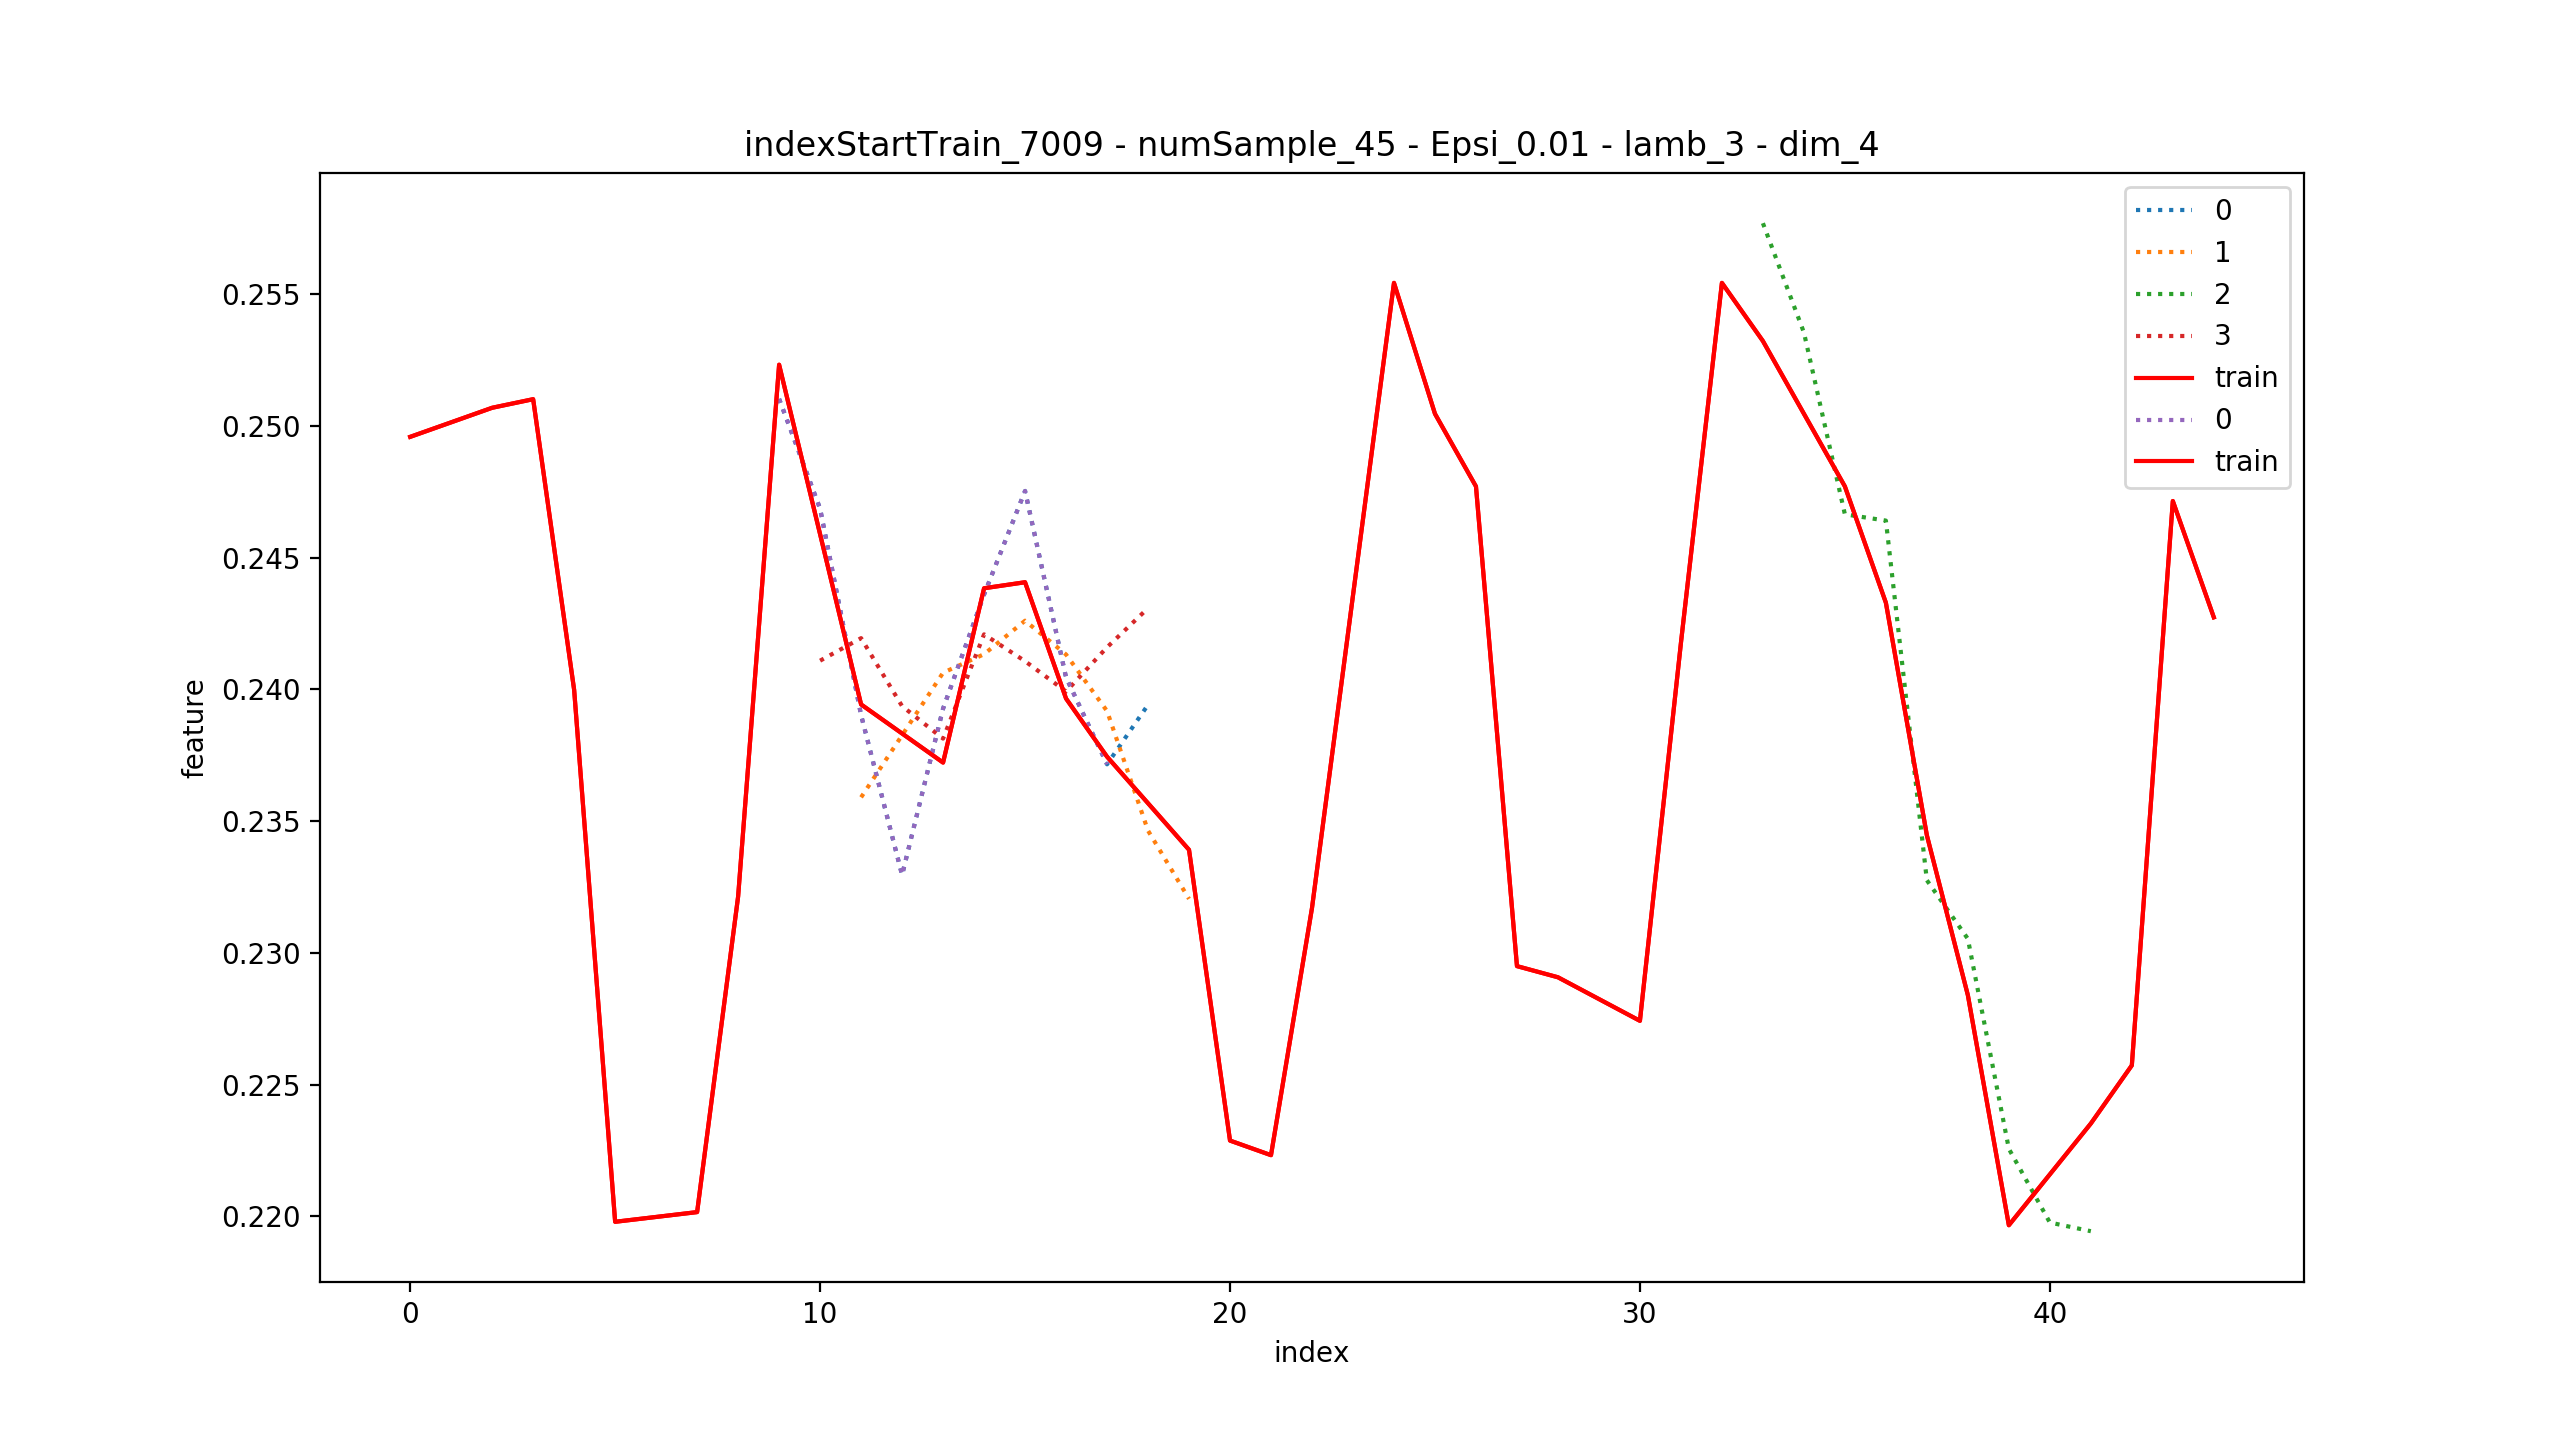 indexStartTrain_7009 - numSample_45 - Epsi_0.01 - lamb_3 - dim_4
0
1
2
3
train
0
train
0.255
0.250
0.245
0.240
0.235
0.230
0.225
0.220
feature
0 10 20 30 40
index